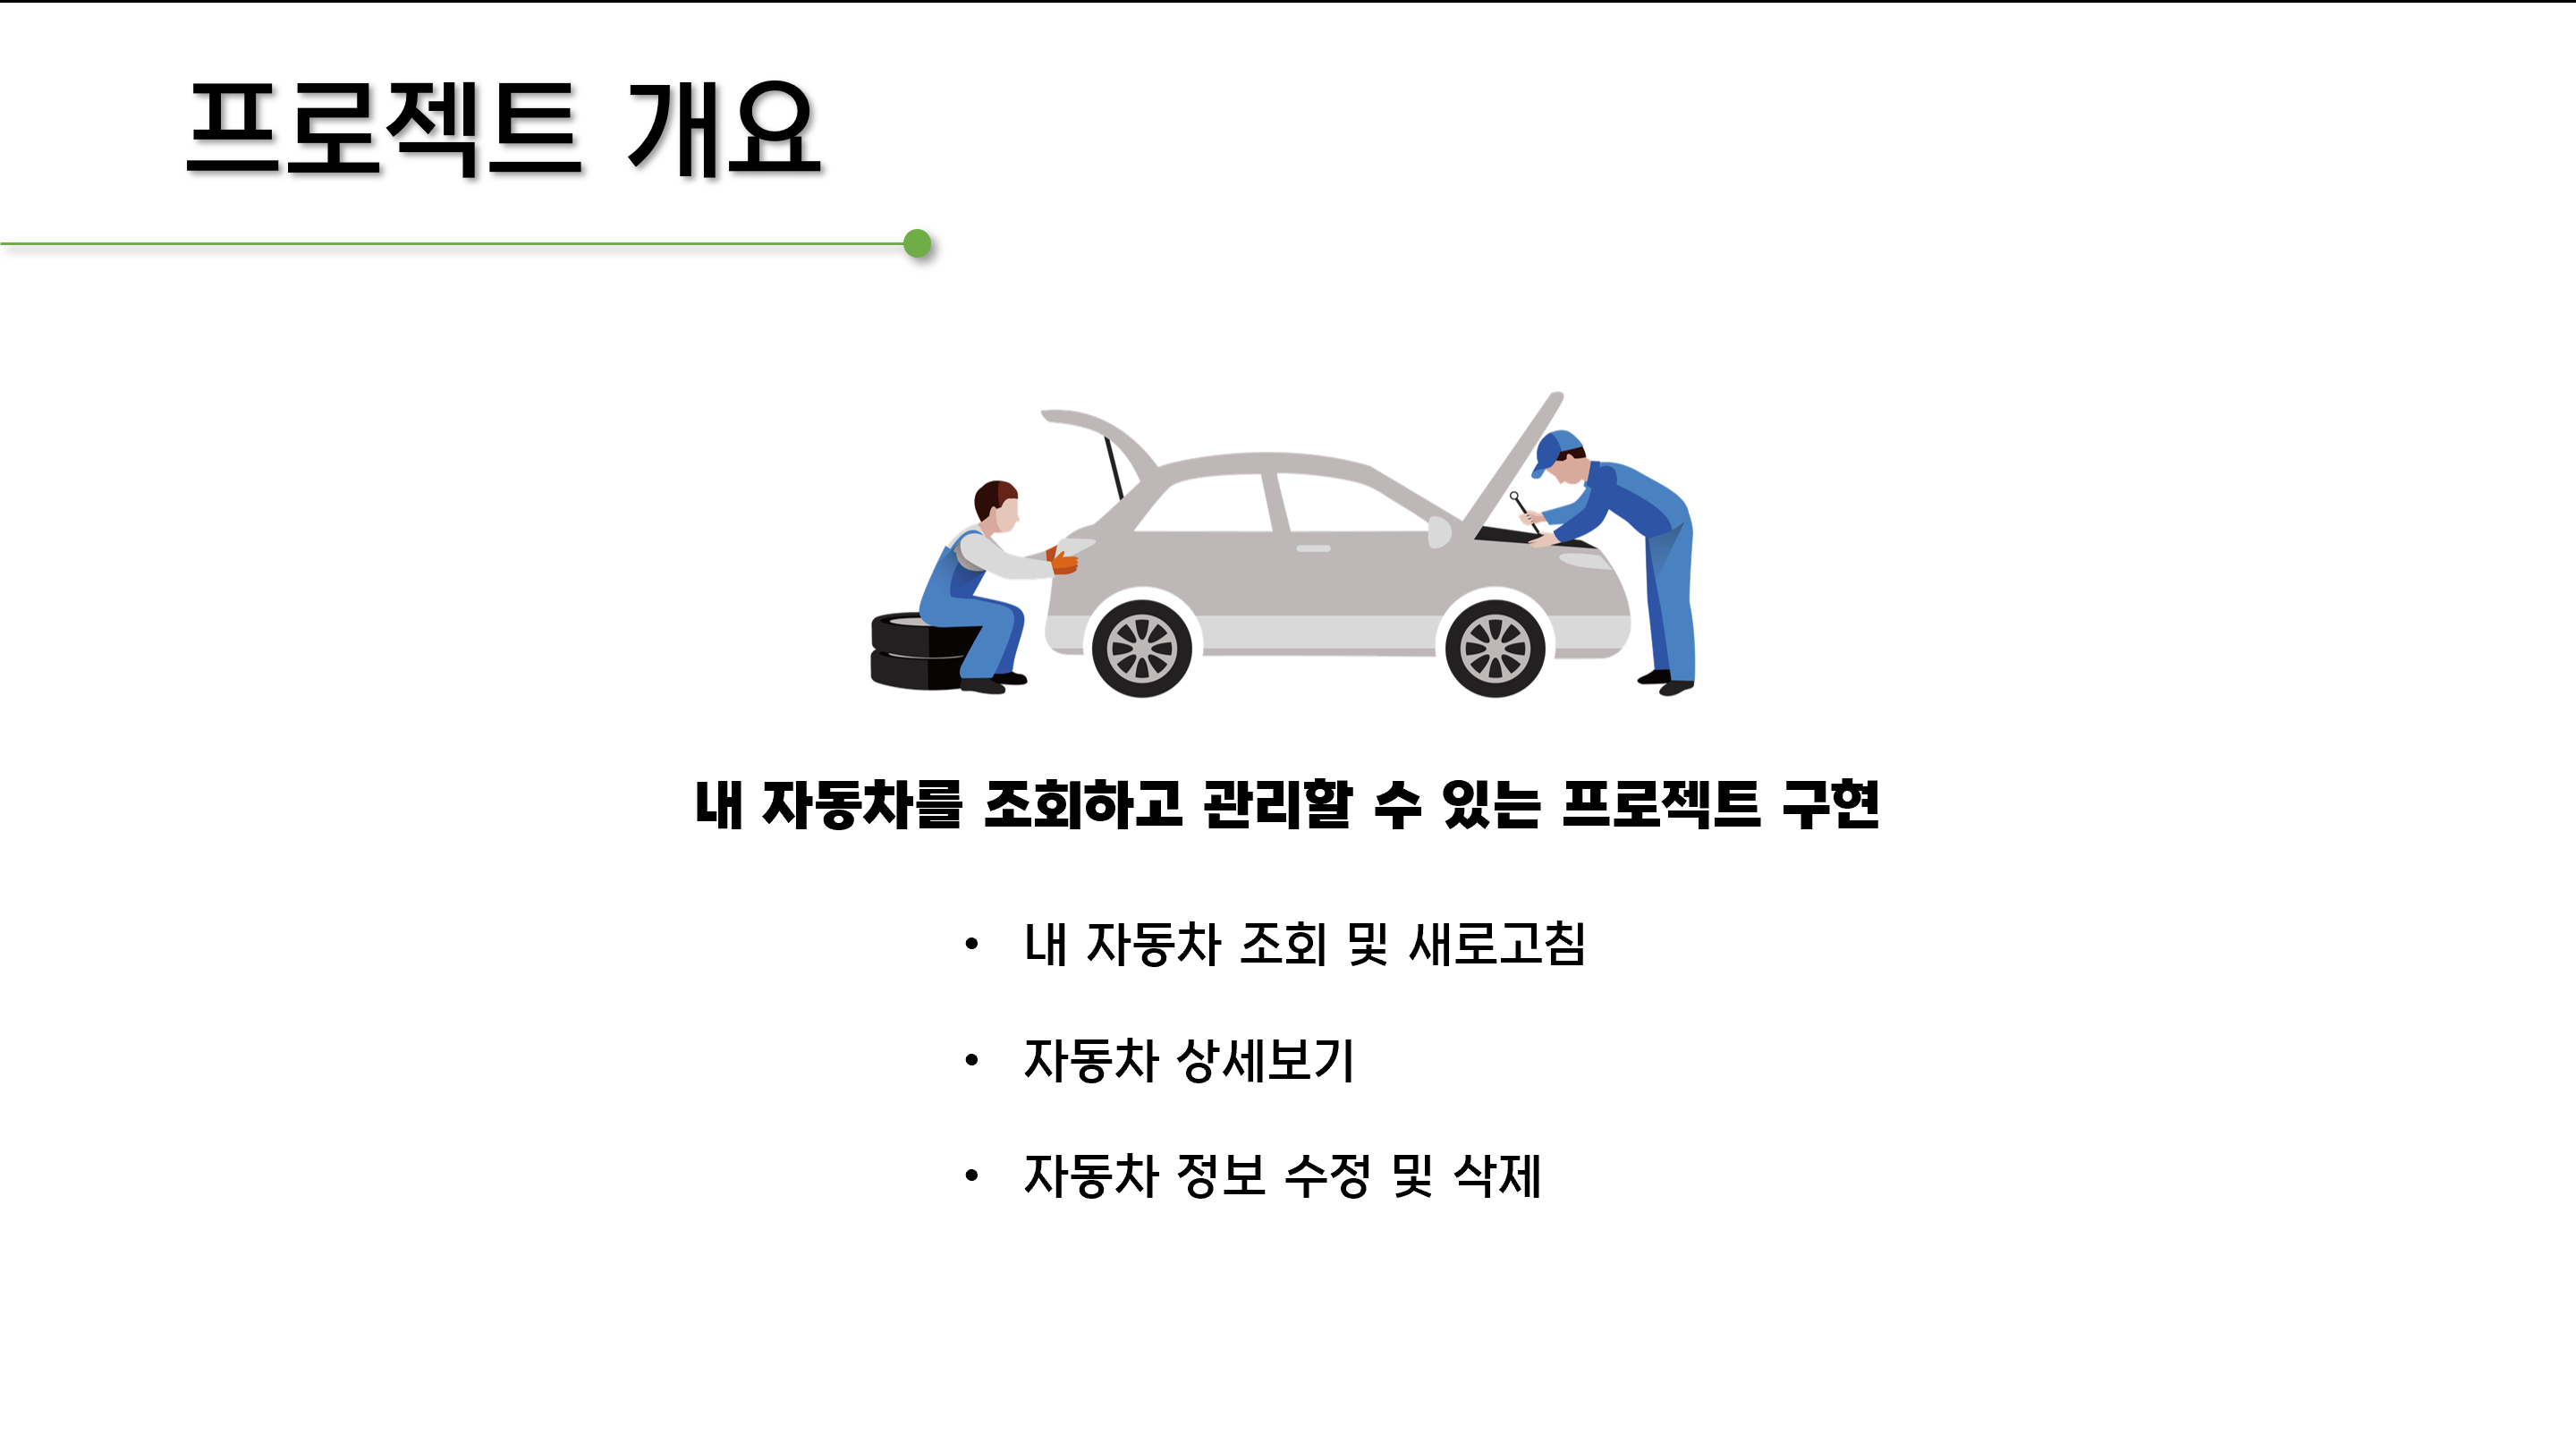 프로젝트 개요
내 자동차를 조회하고 관리할 수 있는 프로젝트 구현
• 내 자동차 조회 및 새로고침
• 자동차 상세보기
• 자동차 정보 수정 및 삭제